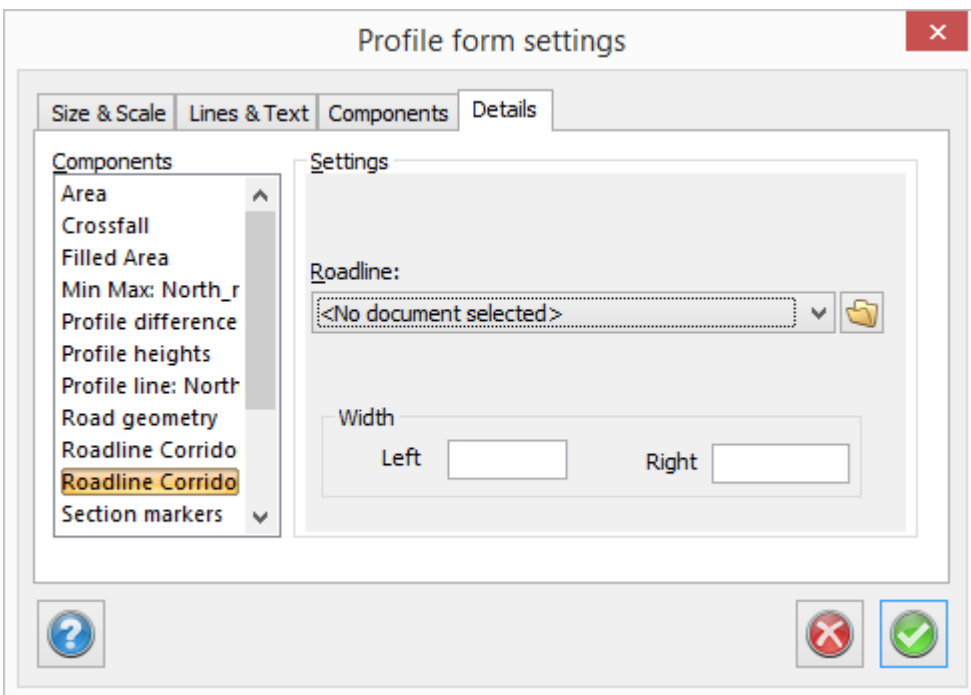 Profile form settings
Size & Scale Lines & Text Components Details
Components
Area
Crossfall
Filled Area
Min Max: North_r
Profile difference
Profile heights
Profile line: North
Road geometry
Roadline Corrido
Roadline Corrido
Section markers
Settings
Roadline:
<No document selected>
Width
Left Right